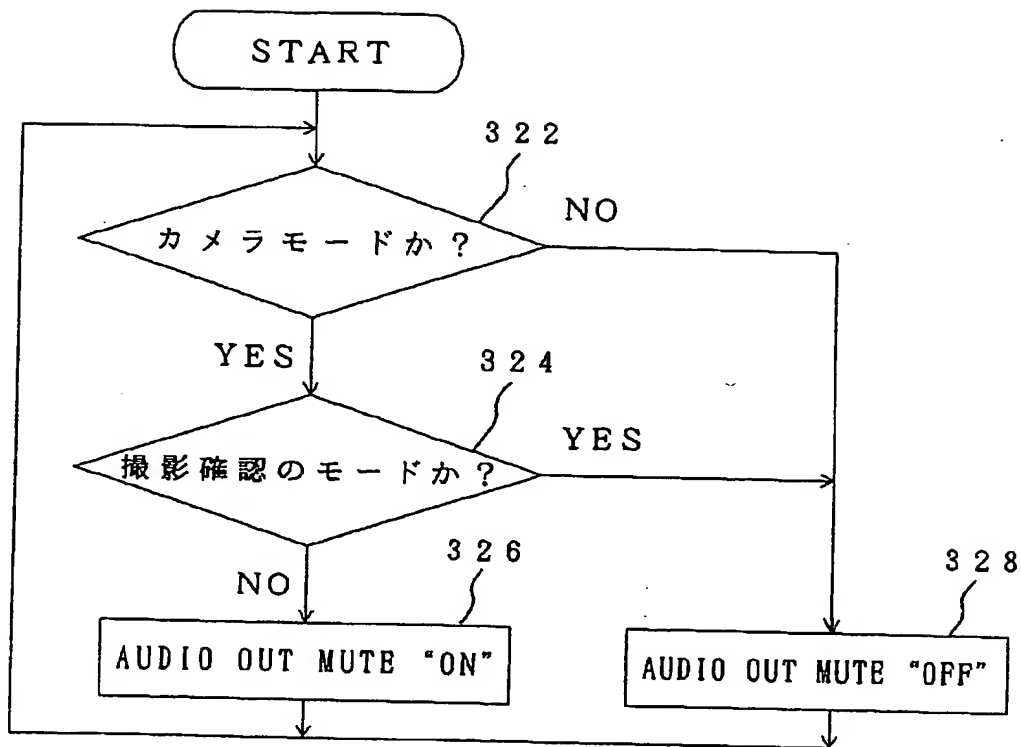 START
322
カメラモードか?
NO
YES
324
撮影確認のモードか?
YES
NO
326
AUDIO OUT MUTE “ON”
328
AUDIO OUT MUTE “OFF”